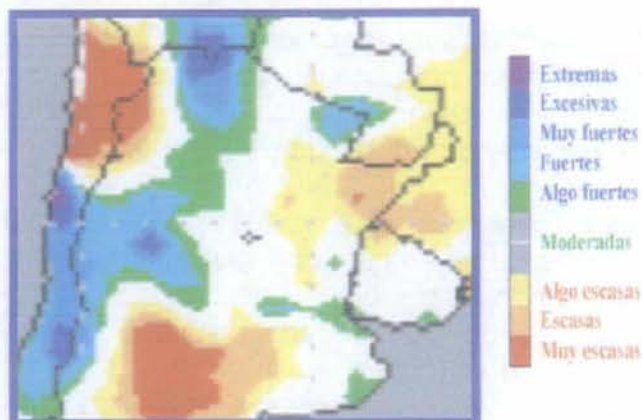 Extremas
Excesivas
Muy fuertes
Fuertes
Algo fuertes
Moderadas
Algo escasas
Escasas
Muy escasas